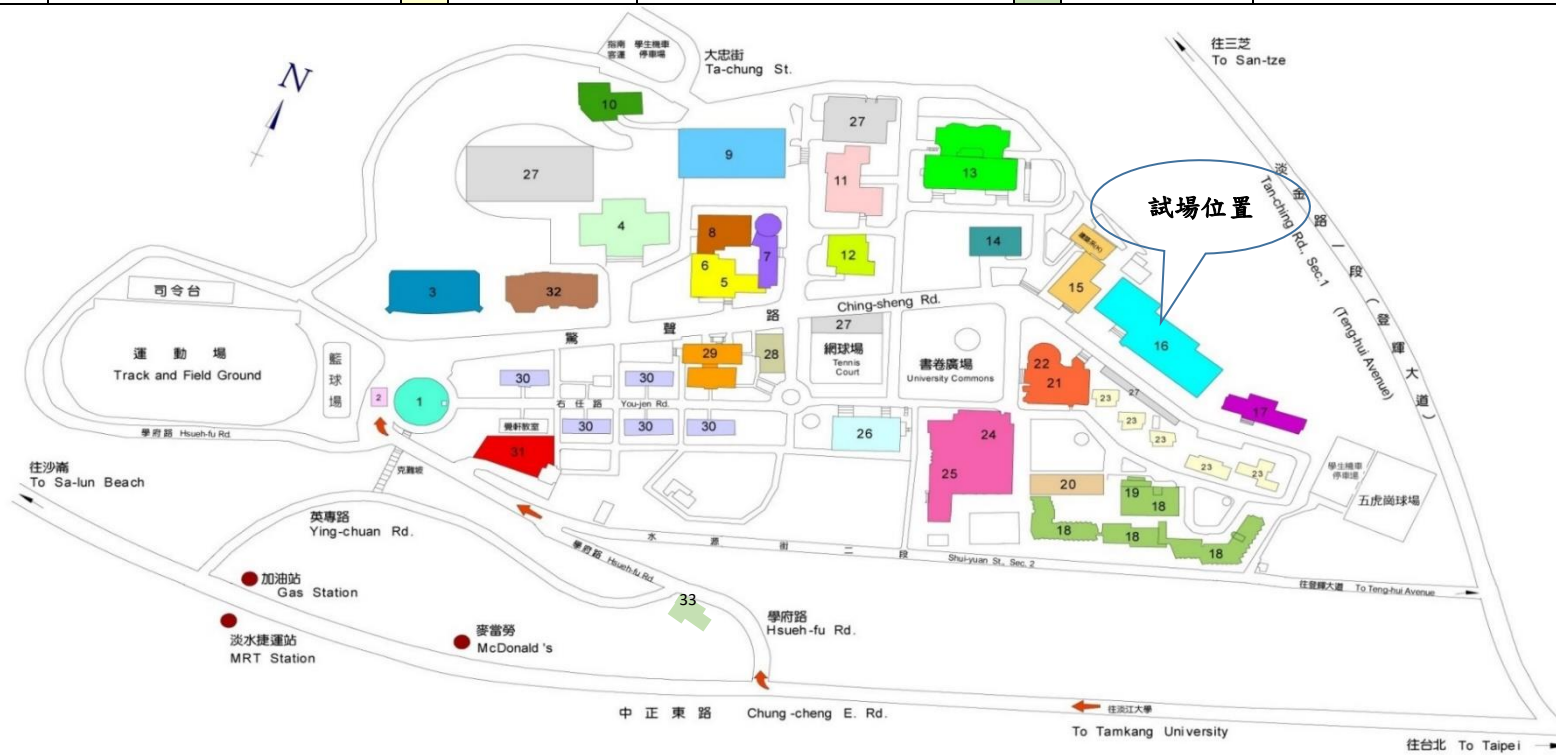 指南 學生機車
客運 停車場
大忠街
Ta-chung St.
往三芝
To San-tze
N
10
27
27
9
11
13
淡金路一段(登輝大道)
Tan-ching Rd., Sec.1 (Teng-hui Avenue)
試場位置
4
8
7
6
5
12
14
建築系(K)
15
16
3
32
司令台
Ching-sheng Rd.
驚聲路
27
運動場
Track and Field Ground
籃球場
29
28
網球場
Tennis
Court
書卷廣場
University Commons
22
21
27
17
2
1
30
30
右任路 You-jen Rd.
覺軒教室
30
30
30
23
23
23
23
23
26
24
25
學府路 Hsueh-fu Rd.
31
克難坡
往沙崙
To Sa-lun Beach
學生機車
停車場
五虎崗球場
20
19
18
18
18
18
英專路
Ying-chuan Rd.
水源街二段 Shui-yuan St., Sec. 2
學府路 Hsueh-fu Rd.
往登輝大道 To Teng-hui Avenue
加油站
Gas Station
33
學府路
Hsueh-fu Rd.
淡水捷運站
MRT Station
麥當勞
McDonald 's
中正東路 Chung-cheng E. Rd.
往淡江大學
To Tamkang University
往台北 To Taipei